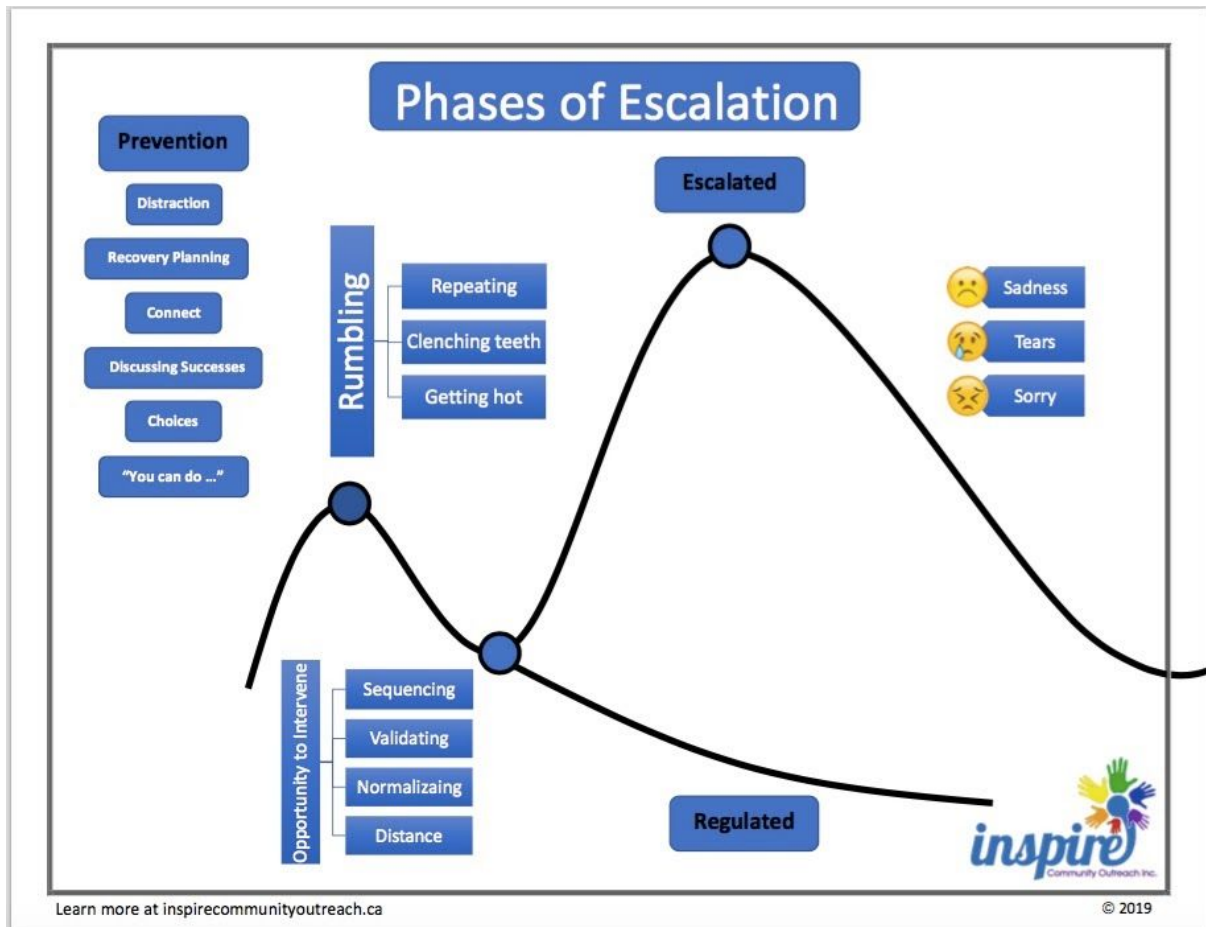 Phases of Escalation
Prevention
Distraction
Recovery Planning
Connect
Discussing Successes
Choices
“You can do ...”
Rumbling
Repeating
Clenching teeth
Getting hot
Escalated
Sadness
Tears
Sorry
Opportunity to Intervene
Sequencing
Validating
Normalizaing
Distance
Regulated
inspire
Community Outreach Inc.
Learn more at inspirecommunityoutreach.ca
© 2019